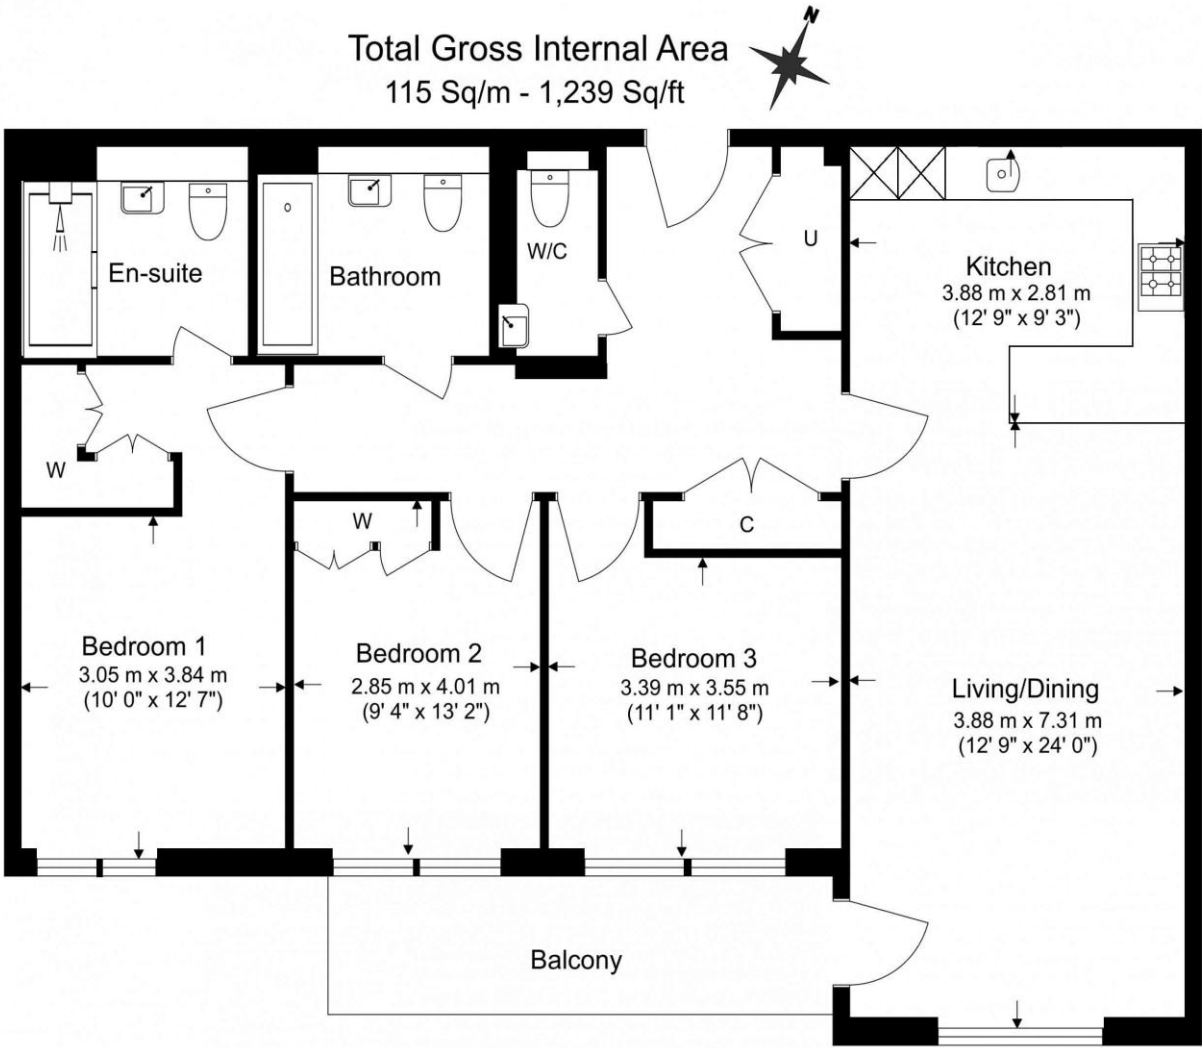 N
Total Gross Internal Area
115 Sq/m - 1,239 Sq/ft
En-suite
Bathroom
W/C
U
Kitchen
3.88 m x 2.81 m
(12' 9" x 9' 3")
W
W
C
Bedroom 1
3.05 m x 3.84 m
(10' 0" x 12' 7")
Bedroom 2
2.85 m x 4.01 m
(9' 4" x 13' 2")
Bedroom 3
3.39 m x 3.55 m
(11' 1" x 11' 8")
Living/Dining
3.88 m x 7.31 m
(12' 9" x 24' 0")
Balcony